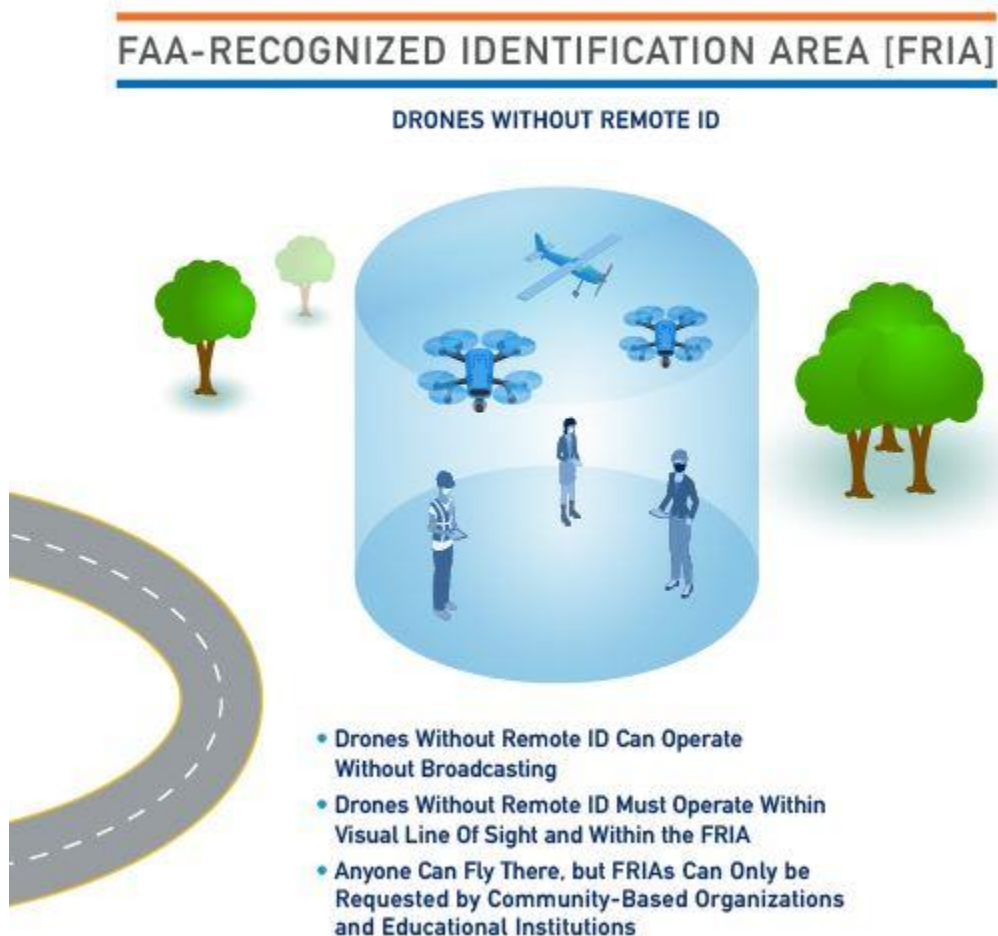 FAA-RECOGNIZED IDENTIFICATION AREA [FRIA]
DRONES WITHOUT REMOTE ID
• Drones Without Remote ID Can Operate
Without Broadcasting
• Drones Without Remote ID Must Operate Within
Visual Line Of Sight and Within the FRIA
• Anyone Can Fly There, but FRIAs Can Only be
Requested by Community-Based Organizations
and Educational Institutions